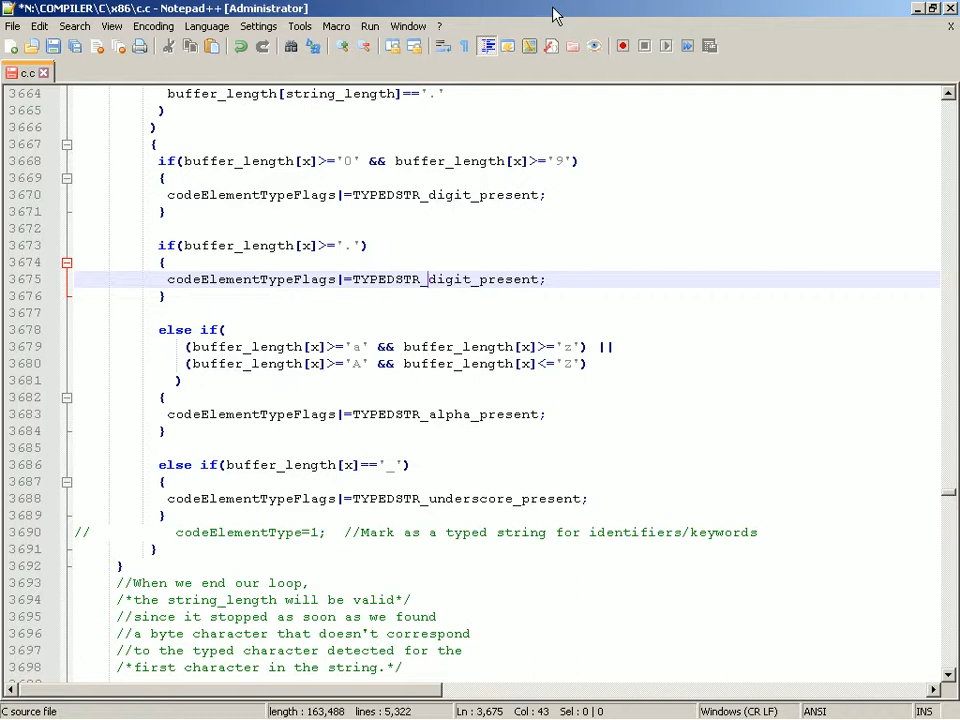 *N:\COMPILER\C\x86\c.c - Notepad++ [Administrator]
File Edit Search View Encoding Language Settings Tools Macro Run Window ? X
c.c
3664 buffer_length[string_length]=='.'
3665 )
3666 )
3667 {
3668 if(buffer_length[x]>='0' && buffer_length[x]>='9')
3669 {
3670 codeElementTypeFlags|=TYPEDSTR_digit_present;
3671 }
3672
3673 if(buffer_length[x]>='.')
3674 {
3675 codeElementTypeFlags|=TYPEDSTR_digit_present;
3676 }
3677
3678 else if(
3679 (buffer_length[x]>='a' && buffer_length[x]>='z') ||
3680 (buffer_length[x]>='A' && buffer_length[x]<='Z')
3681 )
3682 {
3683 codeElementTypeFlags|=TYPEDSTR_alpha_present;
3684 }
3685
3686 else if(buffer_length[x]=='_')
3687 {
3688 codeElementTypeFlags|=TYPEDSTR_underscore_present;
3689 }
3690 // codeElementType=1; //Mark as a typed string for identifiers/keywords
3691 }
3692 }
3693 //When we end our loop,
3694 /*the string_length will be valid*/
3695 //since it stopped as soon as we found
3696 //a byte character that doesn't correspond
3697 //to the typed character detected for the
3698 /*first character in the string.*/
C source file length : 163,488 lines : 5,322 Ln : 3,675 Col : 43 Sel : 0 | 0 Windows (CR LF) ANSI INS